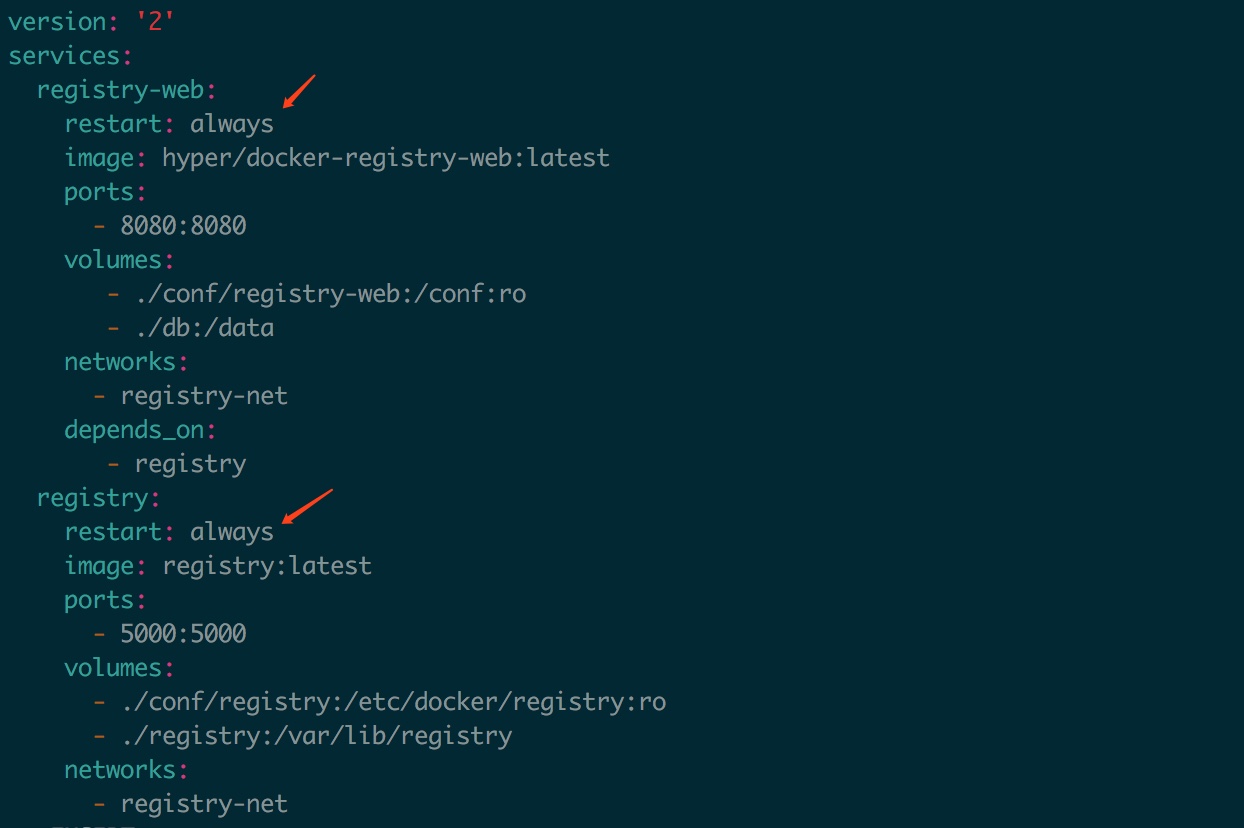 version: '2'
services:
  registry-web:
    restart: always
    image: hyper/docker-registry-web:latest
    ports:
      - 8080:8080
    volumes:
       - ./conf/registry-web:/conf:ro
       - ./db:/data
    networks:
      - registry-net
    depends_on:
       - registry
  registry:
    restart: always
    image: registry:latest
    ports:
      - 5000:5000
    volumes:
      - ./conf/registry:/etc/docker/registry:ro
      - ./registry:/var/lib/registry
    networks:
      - registry-net